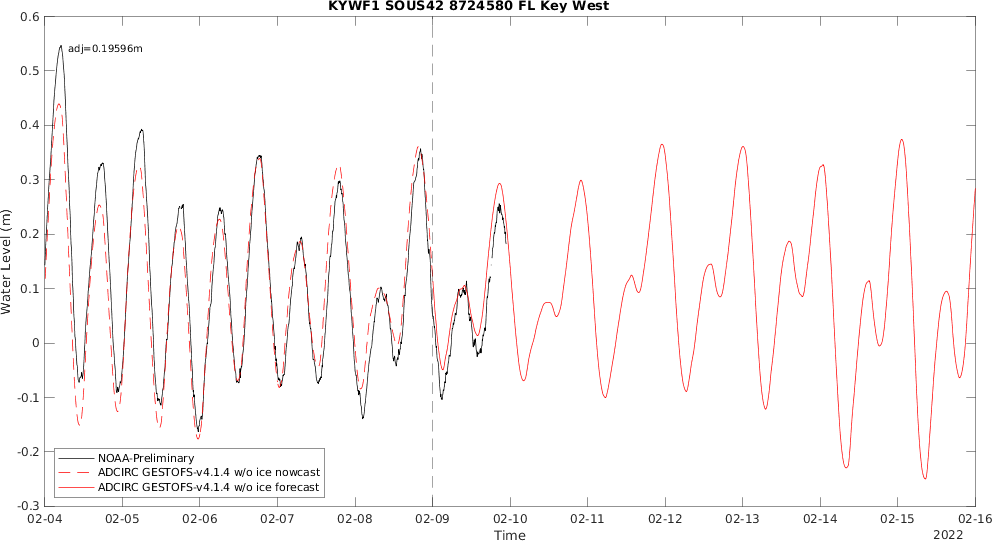 KYWF1 SOUS42 8724580 FL Key West
0.6
adj=0.19596m
0.5
0.4
0.3
0.2
0.1
0
-0.1
-0.2
-0.3
Water Level (m)
NOAA-Preliminary
ADCIRC GESTOFS-v4.1.4 w/o ice nowcast
ADCIRC GESTOFS-v4.1.4 w/o ice forecast
02-04 02-05 02-06 02-07 02-08 02-09 02-10 02-11 02-12 02-13 02-14 02-15 02-16
Time
2022